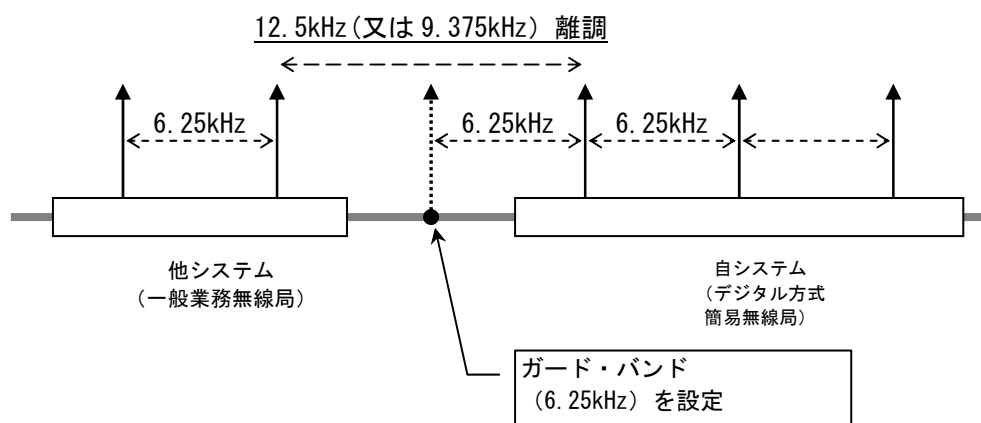 12.5kHz(又は 9.375kHz) 離調
6.25kHz
6.25kHz
6.25kHz
他システム
(一般業務無線局)
自システム
(デジタル方式
簡易無線局)
ガード・バンド
(6.25kHz) を設定